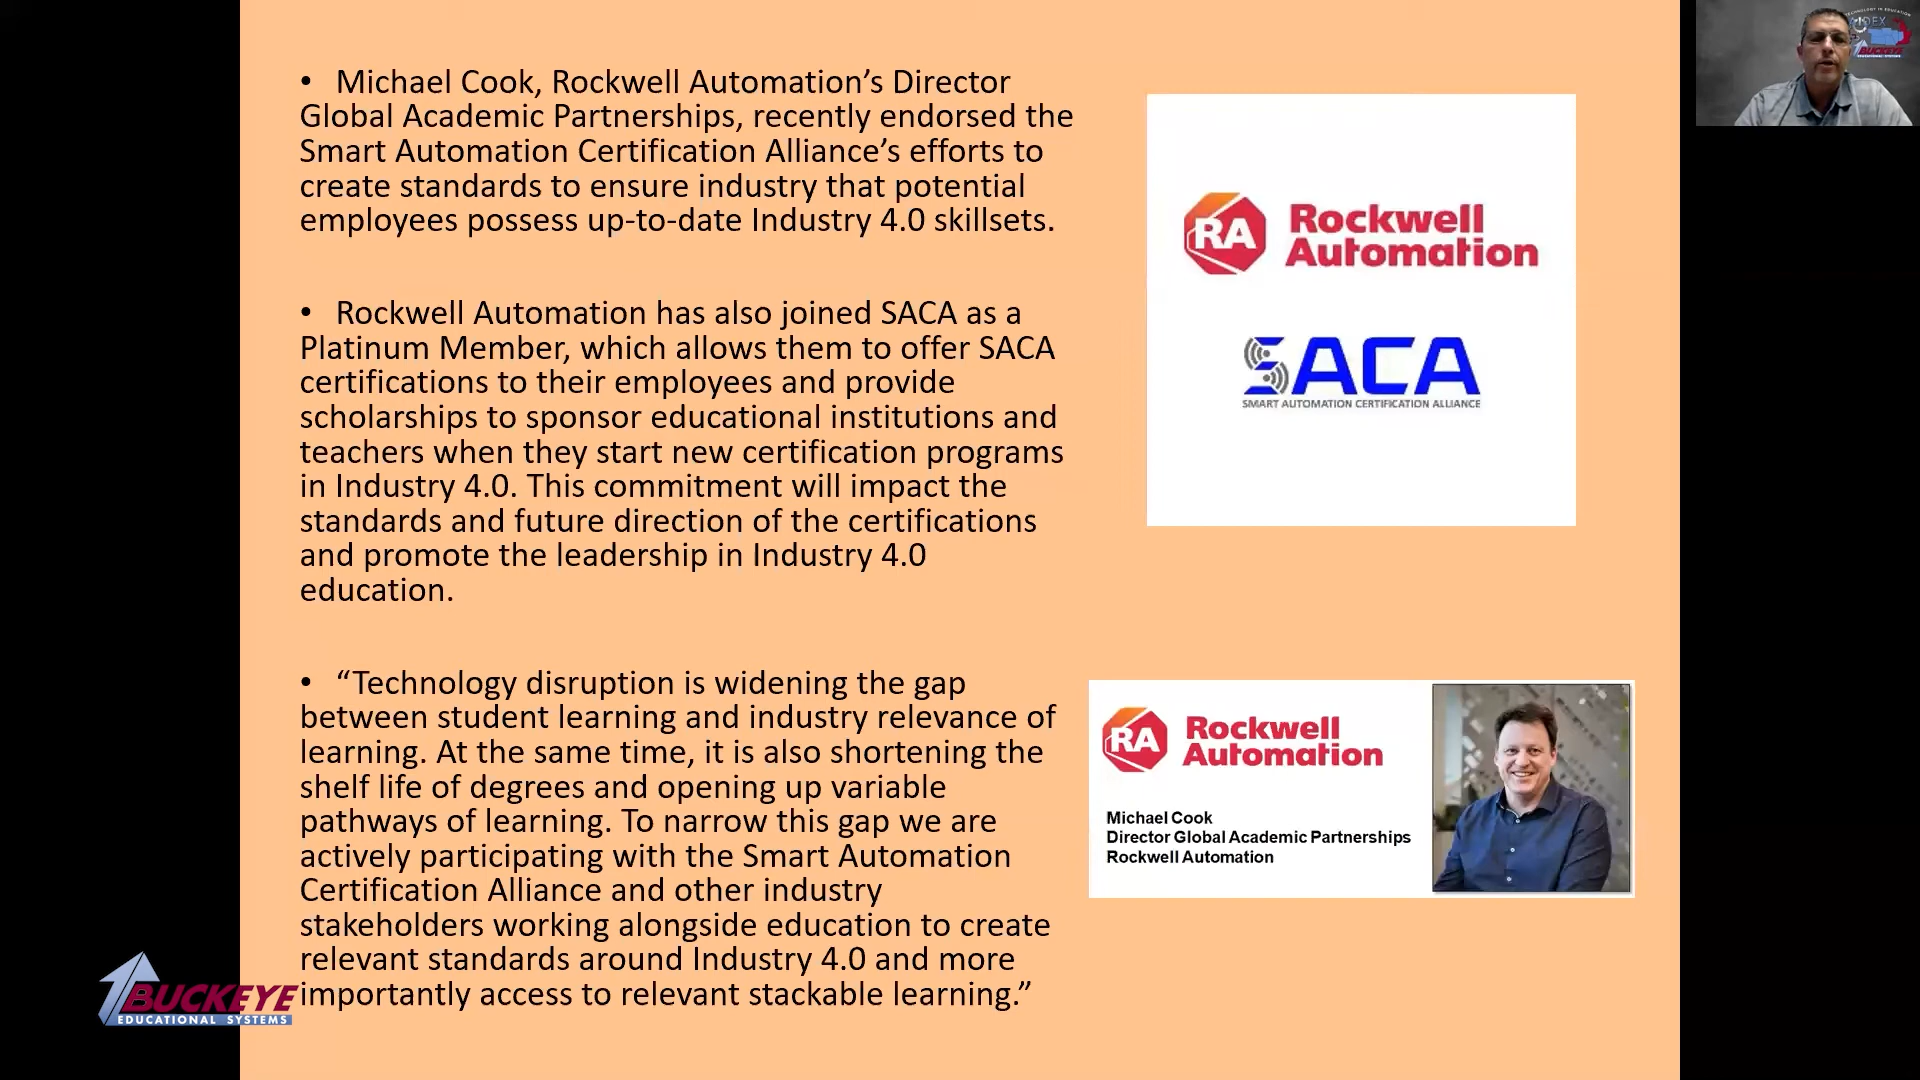 • Michael Cook, Rockwell Automation’s Director
Global Academic Partnerships, recently endorsed the
Smart Automation Certification Alliance’s efforts to
create standards to ensure industry that potential
employees possess up-to-date Industry 4.0 skillsets.
• Rockwell Automation has also joined SACA as a
Platinum Member, which allows them to offer SACA
certifications to their employees and provide
scholarships to sponsor educational institutions and
teachers when they start new certification programs
in Industry 4.0. This commitment will impact the
standards and future direction of the certifications
and promote the leadership in Industry 4.0
education.
• “Technology disruption is widening the gap
between student learning and industry relevance of
learning. At the same time, it is also shortening the
shelf life of degrees and opening up variable
pathways of learning. To narrow this gap we are
actively participating with the Smart Automation
Certification Alliance and other industry
stakeholders working alongside education to create
relevant standards around Industry 4.0 and more
importantly access to relevant stackable learning.”
RA Rockwell
Automation
SACA
SMART AUTOMATION CERTIFICATION ALLIANCE
RA Rockwell
Automation
Michael Cook
Director Global Academic Partnerships
Rockwell Automation
BUCKEYE
EDUCATIONAL SYSTEMS
BUCKEYE
EDUCATIONAL SYSTEMS